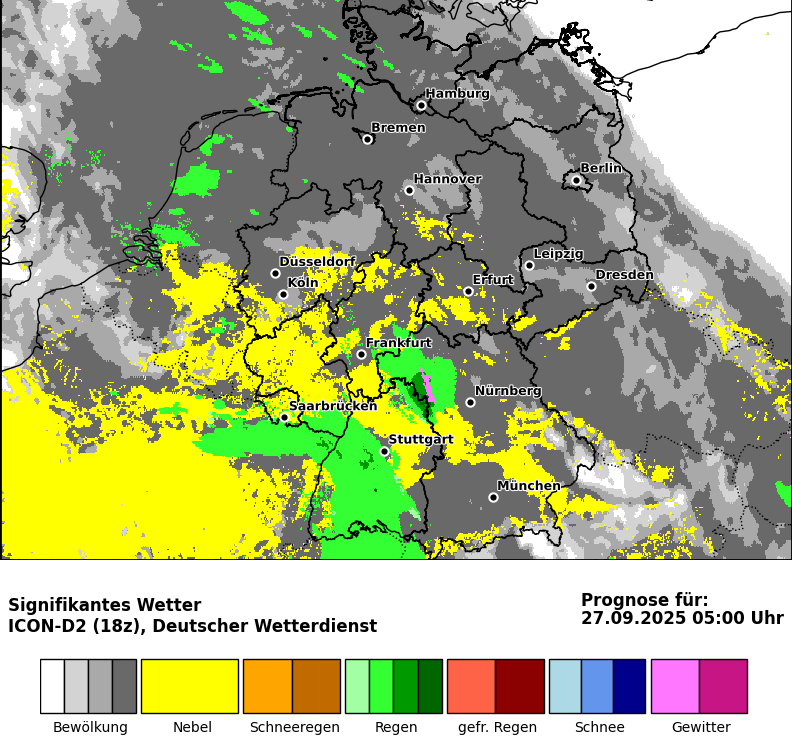 Hamburg
Bremen
Berlin
Hannover
Leipzig
Düsseldorf
Dresden
Köln
Erfurt
Frankfurt
Nürnberg
Saarbrücken
Stuttgart
München
Signifikantes Wetter
ICON-D2 (18z), Deutscher Wetterdienst
Prognose für:
27.09.2025 05:00 Uhr
Bewölkung Nebel Schneeregen Regen gefr. Regen Schnee Gewitter